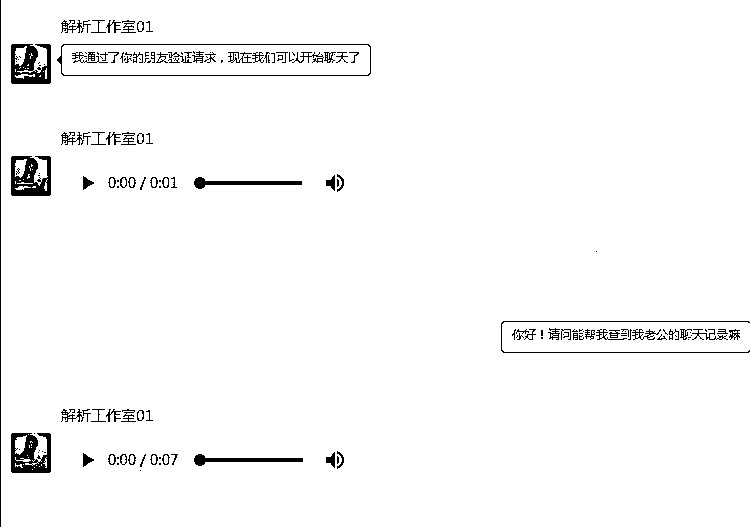 解析工作室01
我通过了你的朋友验证请求，现在我们可以开始聊天了
解析工作室01
0:00 / 0:01
你好！请问能帮我查到我老公的聊天记录嘛
解析工作室01
0:00 / 0:07